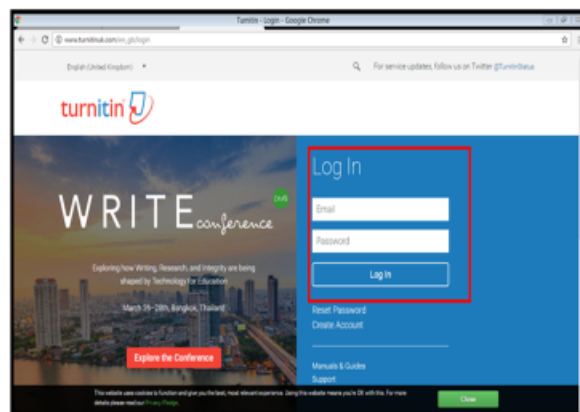 Turnitin - Login - Google Chrome
www.turnitinuk.com/en_gb/login
English (United Kingdom)
For service updates, follow us on Twitter @TurnitinStatus
turnitin
Log In
WRITE conference
Email
Password
Exploring how Writing, Research, and Integrity are being
shaped by Technology for Education
Log In
March 26-28th, Bangkok, Thailand
Reset Password
Create Account
Explore the Conference
Manuals & Guides
Support
This website uses cookies to function and give you the best, most relevant experience. Using this website means you're OK with this. For more
details please read our Privacy Pledge.
Close